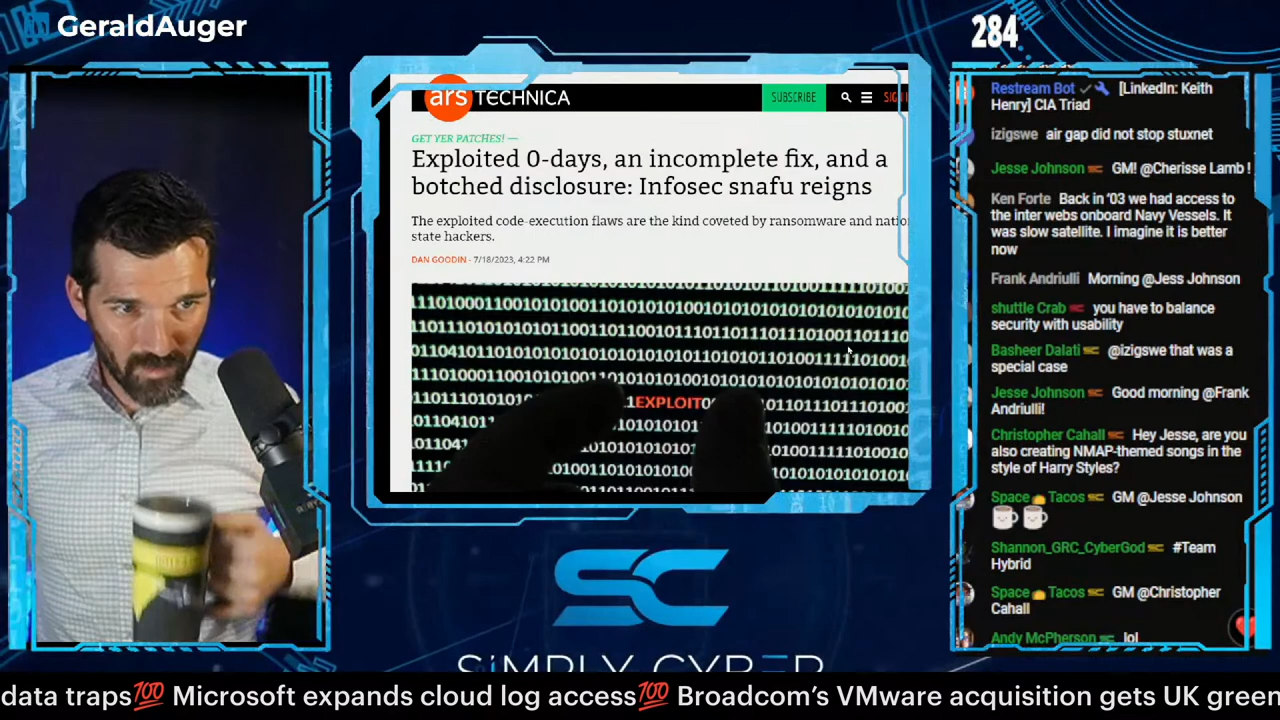 GeraldAuger
284
ars TECHNICA
SUBSCRIBE
SIGN
GET YER PATCHES! —
Exploited 0-days, an incomplete fix, and a
botched disclosure: Infosec snafu reigns
The exploited code-execution flaws are the kind coveted by ransomware and natio
state hackers.
DAN GOODIN - 7/18/2023, 4:22 PM
EXPLOIT
Restream Bot [LinkedIn: Keith
Henry] CIA Triad
izigswe air gap did not stop stuxnet
Jesse Johnson GM! @Cherisse Lamb !
Ken Forte Back in '03 we had access to
the inter webs onboard Navy Vessels. It
was slow satellite. I imagine it is better
now
Frank Andriulli Morning @Jess Johnson
shuttle Crab you have to balance
security with usability
Basheer Dalati @izigswe that was a
special case
Jesse Johnson Good morning @Frank
Andriulli!
Christopher Cahall Hey Jesse, are you
also creating NMAP-themed songs in the
style of Harry Styles?
Space 🌮 Tacos GM @Jesse Johnson
Shannon_GRC_CyberGod #Team
Hybrid
Space 🌮 Tacos GM @Christopher
Cahall
Andy McPherson lol
SC
SIMPLY CYBER
data traps💯 Microsoft expands cloud log access💯 Broadcom's VMware acquisition gets UK green